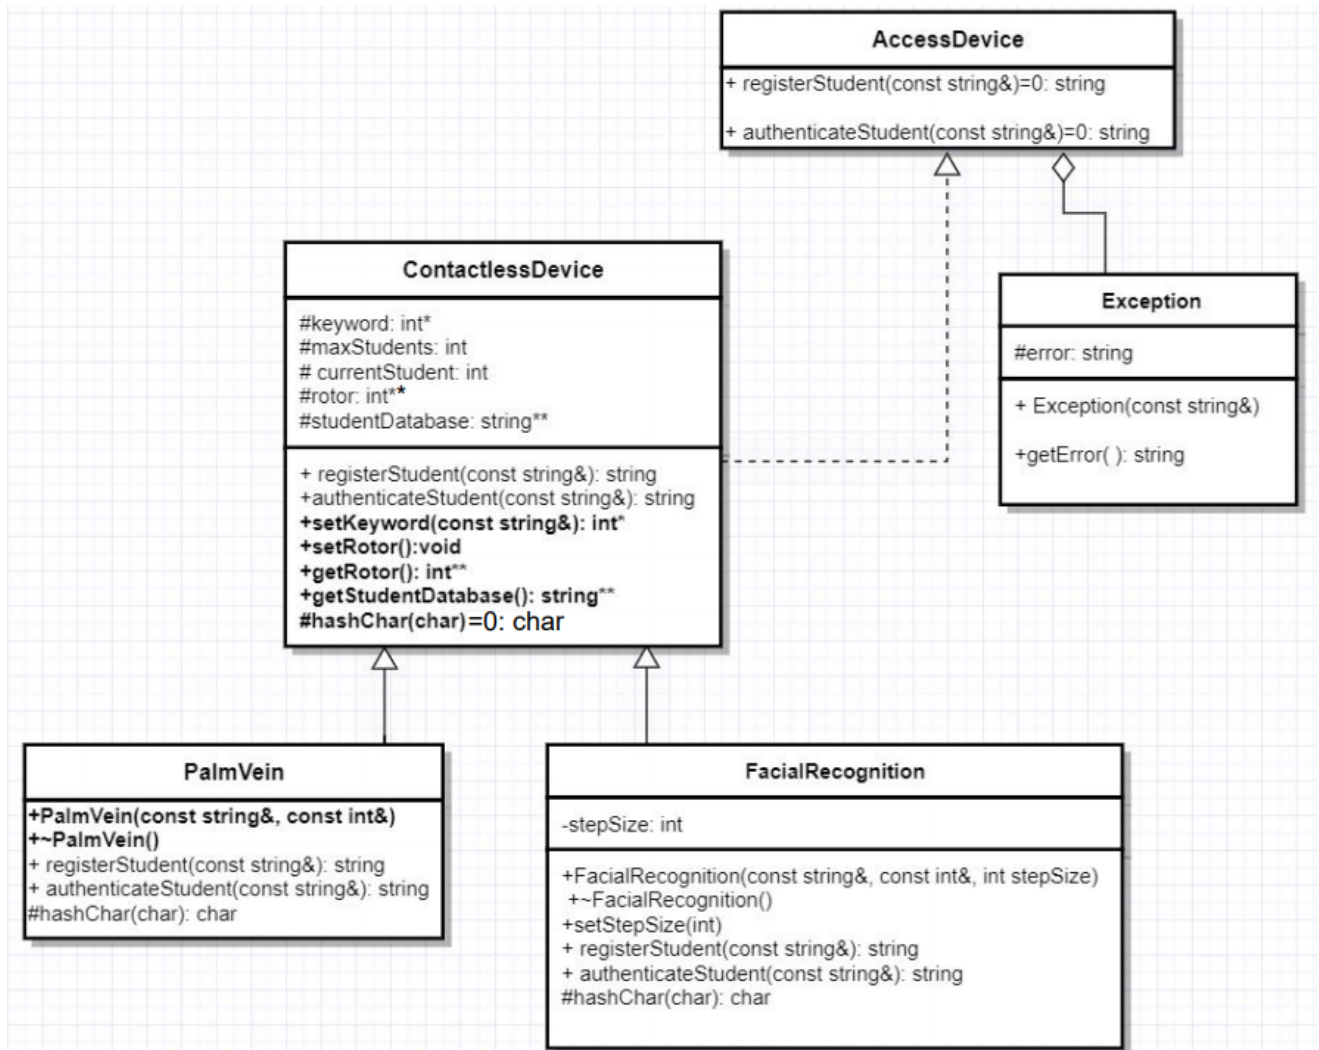 AccessDevice
+ registerStudent(const string&)=0: string
+ authenticateStudent(const string&)=0: string
ContactlessDevice
#keyword: int*
#maxStudents: int
# currentStudent: int
#rotor: int**
#studentDatabase: string**
+ registerStudent(const string&): string
+authenticateStudent(const string&): string
+setKeyword(const string&): int*
+setRotor():void
+getRotor(): int**
+getStudentDatabase(): string**
#hashChar(char)=0: char
Exception
#error: string
+ Exception(const string&)
+getError( ): string
PalmVein
+PalmVein(const string&, const int&)
+~PalmVein()
+ registerStudent(const string&): string
+ authenticateStudent(const string&): string
#hashChar(char): char
FacialRecognition
-stepSize: int
+FacialRecognition(const string&, const int&, int stepSize)
+~FacialRecognition()
+setStepSize(int)
+ registerStudent(const string&): string
+ authenticateStudent(const string&): string
#hashChar(char): char